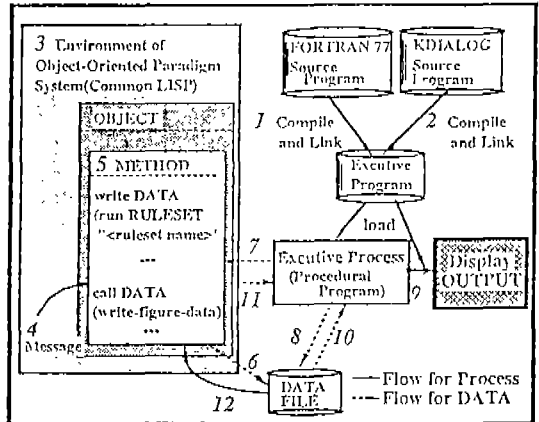 3 Environment of
Object-Oriented Paradigm
System(Common LISP)
OBJECT
5 METHOD
write DATA
(run RULESET
"<ruleset name>"
...
call DATA
(write-figure-data)
...
4
Message
FORTRAN 77
Source
Program
KDIALOG
Source
Program
1
Compile
and Link
2
Compile
and Link
Excutive
Program
load
7
11
Executive Process
(Procedural
Program)
9
Display
OUTPUT
8
10
6
12
DATA
FILE
Flow for Process
Flow for DATA